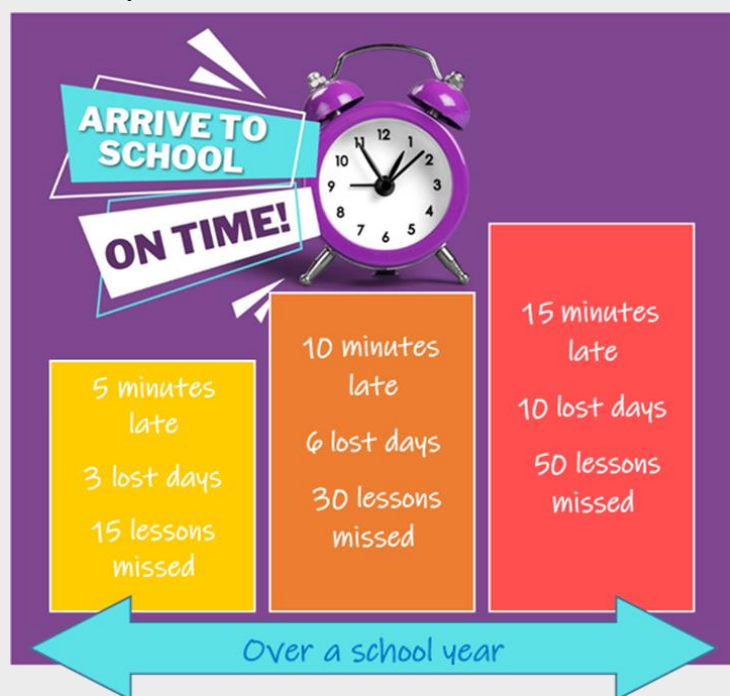 ARRIVE TO
SCHOOL
ON TIME!
11
12
1
10
2
9
3
8
4
7
6
5
5 minutes
late
3 lost days
15 lessons
missed
10 minutes
late
6 lost days
30 lessons
missed
15 minutes
late
10 lost days
50 lessons
missed
Over a school year